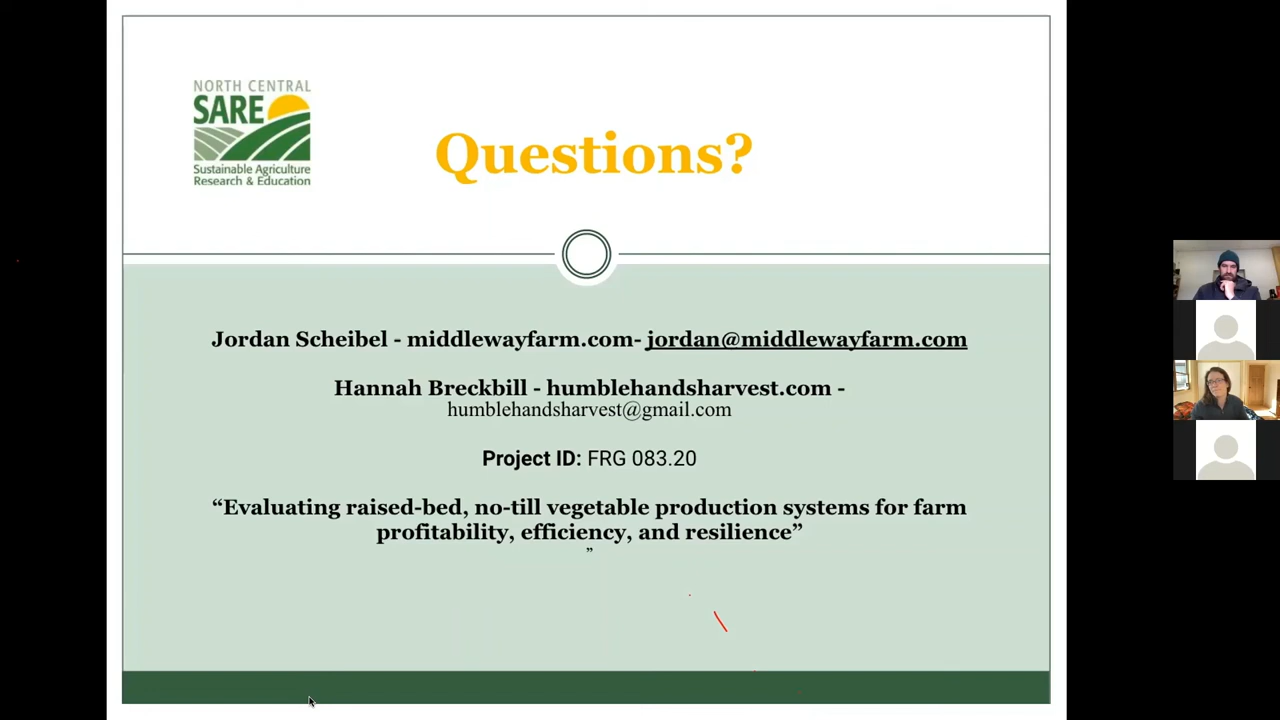 NORTH CENTRAL
SARE
Sustainable Agriculture
Research & Education
Questions?
Jordan Scheibel - middlewayfarm.com- jordan@middlewayfarm.com
Hannah Breckbill - humblehandsharvest.com -
humblehandsharvest@gmail.com
Project ID: FRG 083.20
“Evaluating raised-bed, no-till vegetable production systems for farm
profitability, efficiency, and resilience”
”